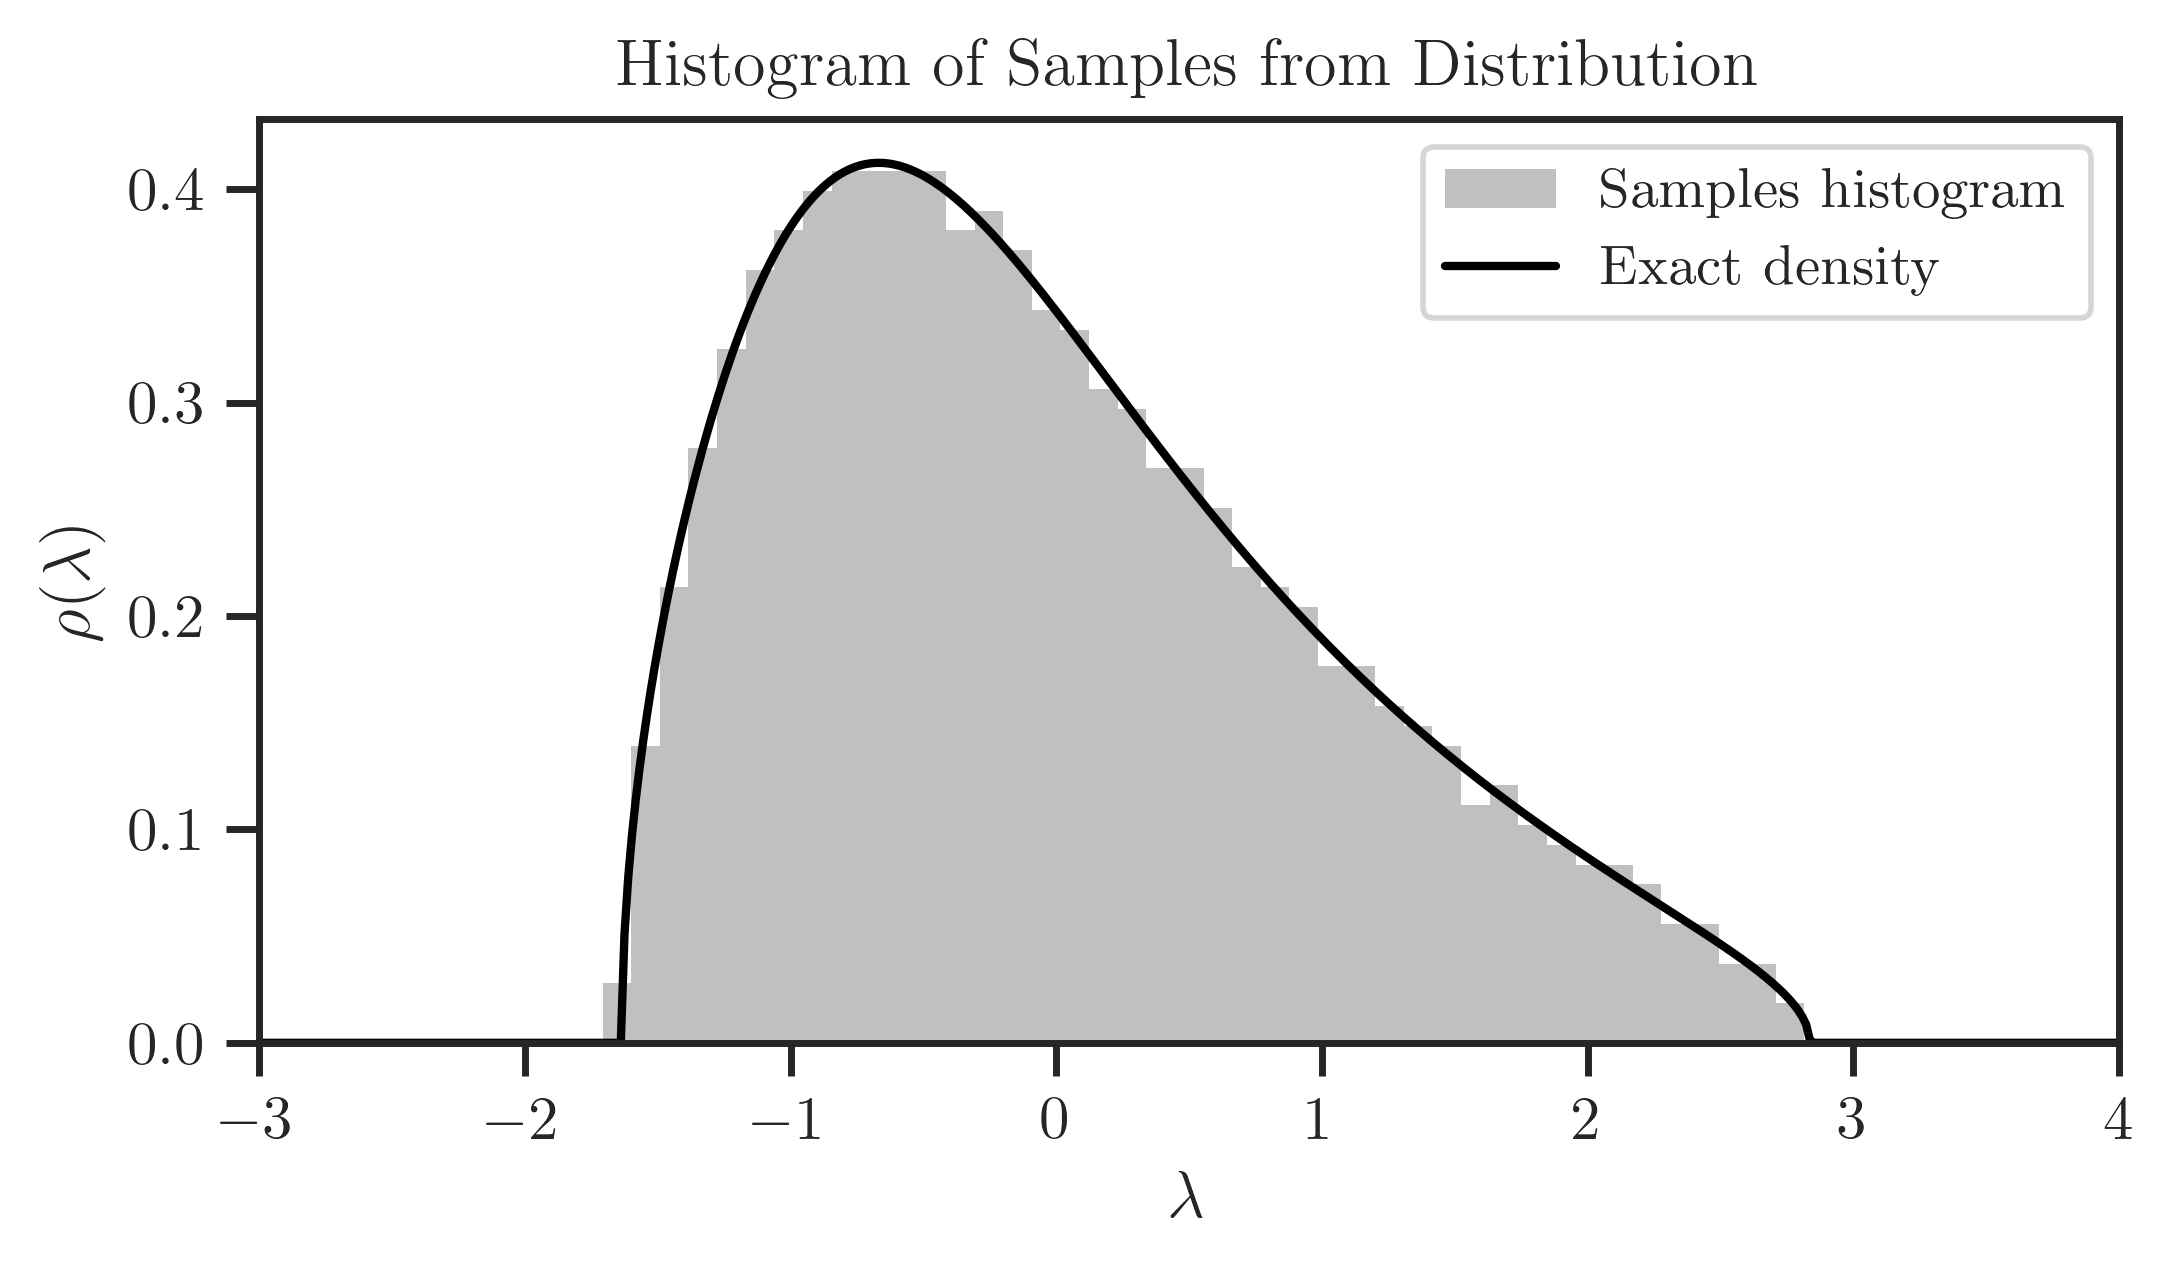 Histogram of Samples from Distribution
Samples histogram
Exact density
ρ(λ)
0.4
0.3
0.2
0.1
0.0
−3 −2 −1 0 1 2 3 4
λ